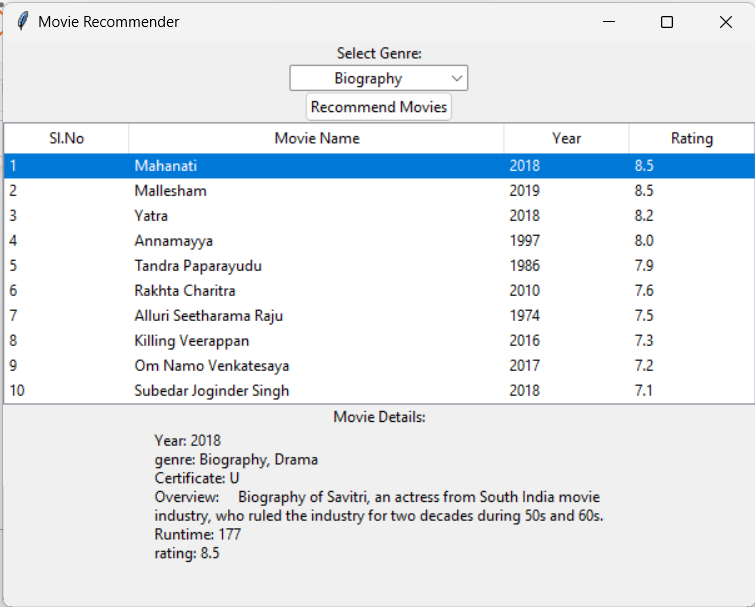 Movie Recommender
Select Genre:
Biography
Recommend Movies
Sl.No Movie Name Year Rating
1 Mahanati 2018 8.5
2 Mallesham 2019 8.5
3 Yatra 2018 8.2
4 Annamayya 1997 8.0
5 Tandra Paparayudu 1986 7.9
6 Rakhta Charitra 2010 7.6
7 Alluri Seetharama Raju 1974 7.5
8 Killing Veerappan 2016 7.3
9 Om Namo Venkatesaya 2017 7.2
10 Subedar Joginder Singh 2018 7.1
Movie Details:
Year: 2018
genre: Biography, Drama
Certificate: U
Overview: Biography of Savitri, an actress from South India movie
industry, who ruled the industry for two decades during 50s and 60s.
Runtime: 177
rating: 8.5